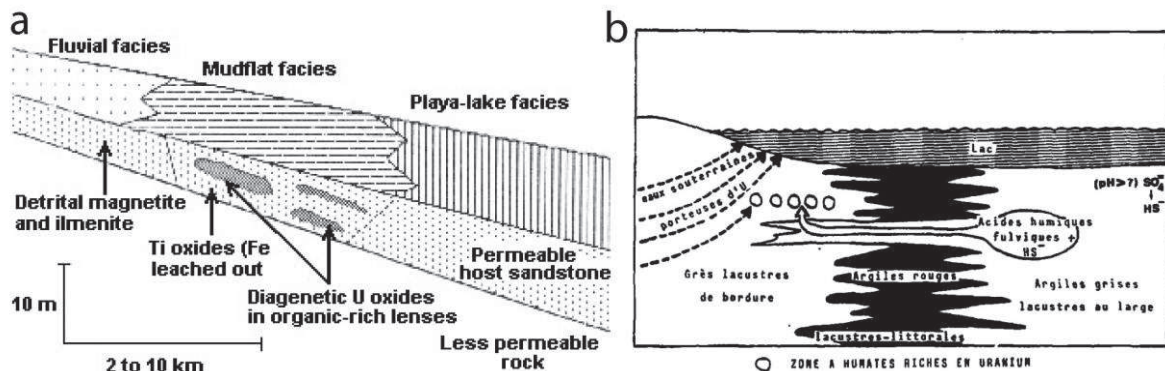 a
Fluvial facies
Mudflat facies
Playa-lake facies
Detrital magnetite
and ilmenite
Ti oxides (Fe
leached out
Diagenetic U oxides
in organic-rich lenses
Permeable
host sandstone
Less permeable
rock
10 m
2 to 10 km
b
Lac
eaux souterraines
porteuses d'U
(pH≥?) SO₄⁻
↓
HS⁻
Acides humiques
fulviques +
HS⁻
Grès lacustres
de bordure
Argiles rouges
lacustres-littorales
Argiles grises
lacustres au large
ZONE A HUMATES RICHES EN URANIUM